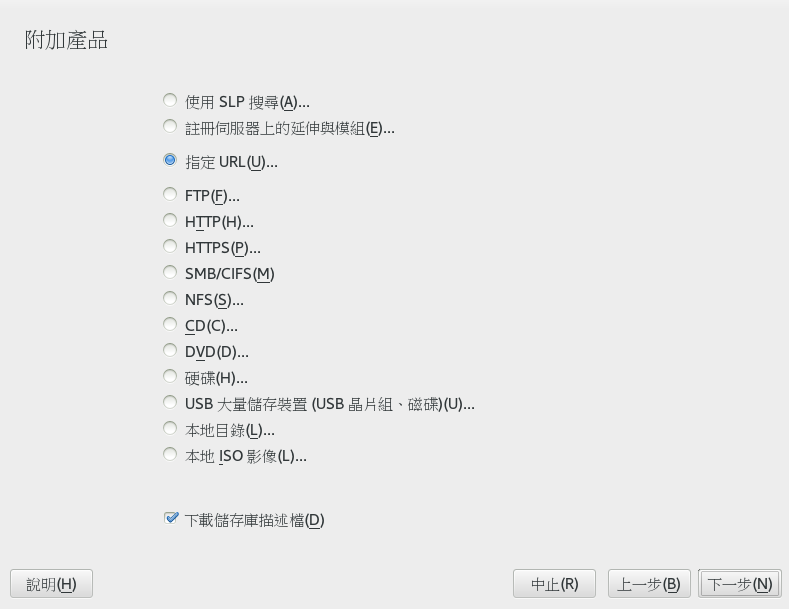 附加產品
使用 SLP 搜尋(A)...
註冊伺服器上的延伸與模組(E)...
指定 URL(U)...
FTP(F)...
HTTP(H)...
HTTPS(P)...
SMB/CIFS(M)
NFS(S)...
CD(C)...
DVD(D)...
硬碟(H)...
USB 大量儲存裝置 (USB 晶片組、磁碟)(U)...
本地目錄(L)...
本地 ISO 影像(L)...
下載儲存庫描述檔(D)
說明(H) 中止(R) 上一步(B) 下一步(N)